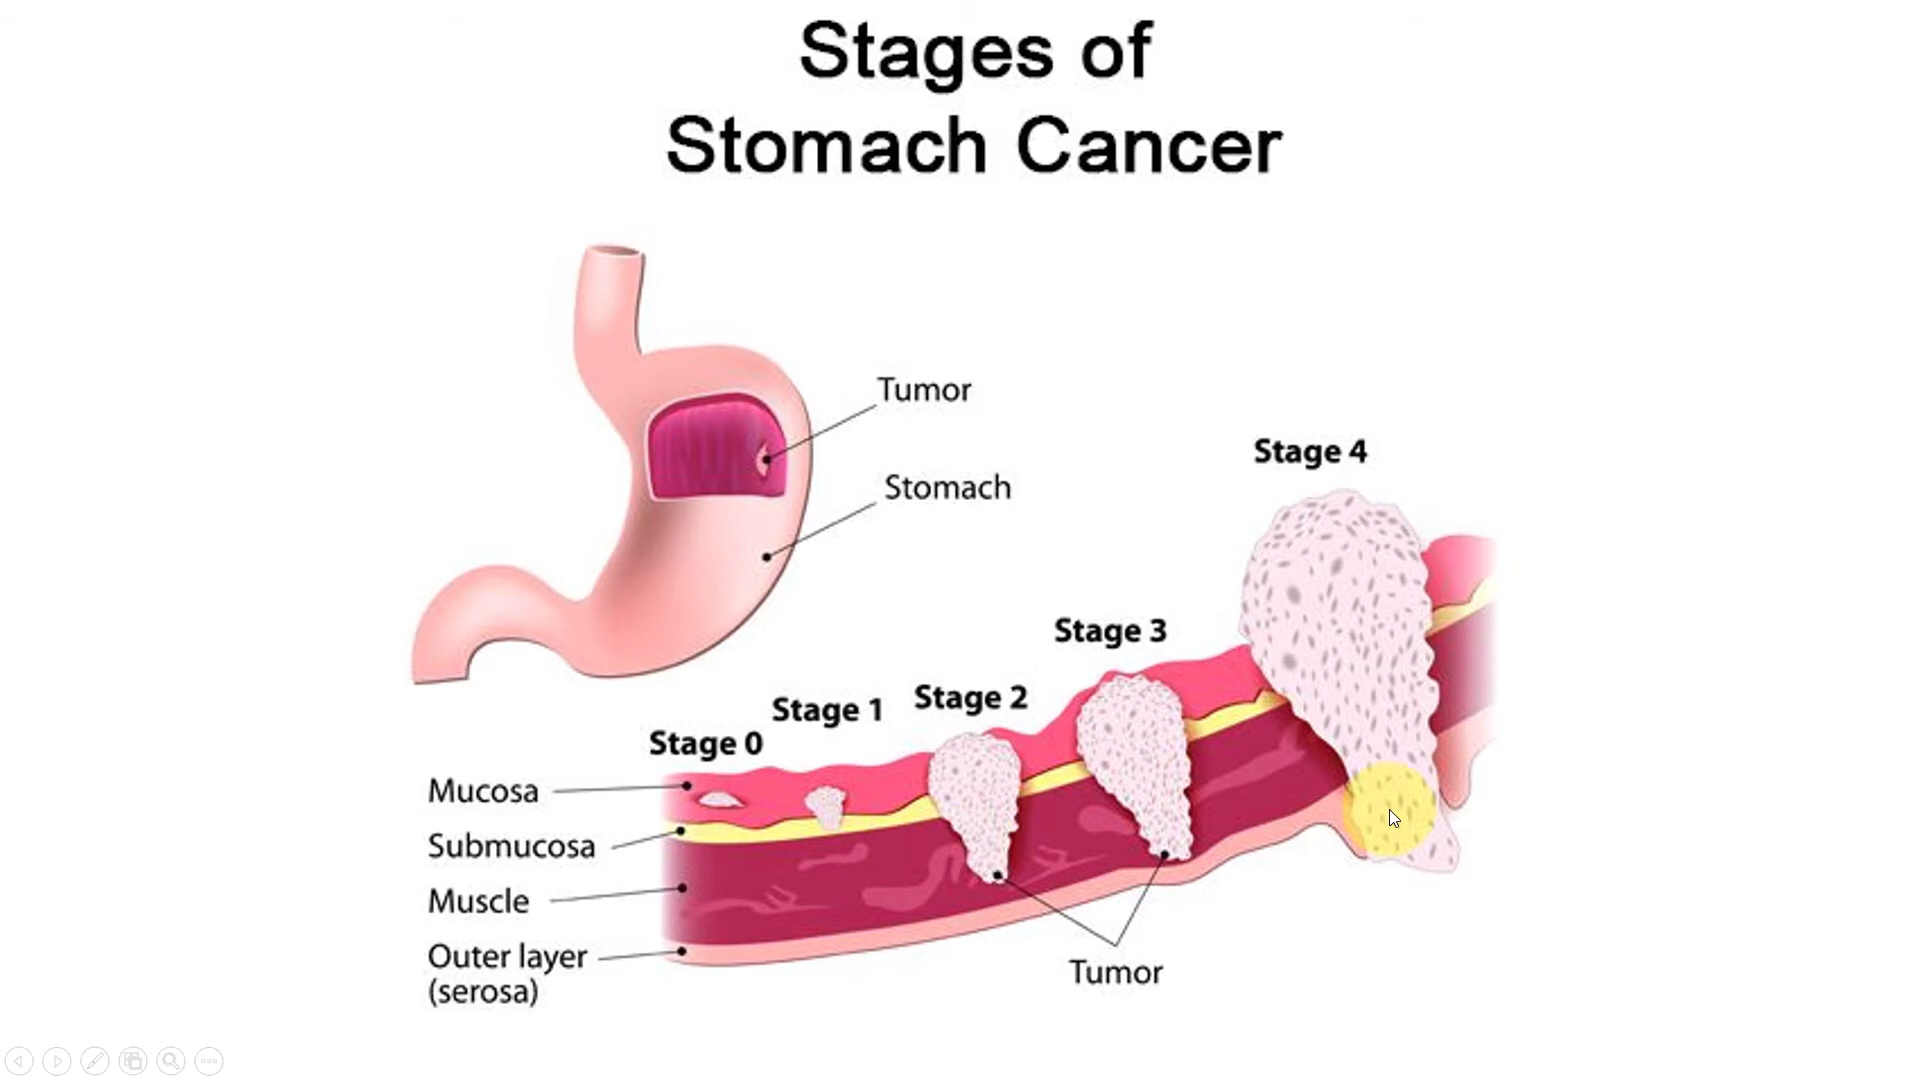 Stages of
Stomach Cancer
Tumor
Stomach
Stage 4
Stage 3
Stage 2
Stage 1
Stage 0
Mucosa
Submucosa
Muscle
Outer layer
(serosa)
Tumor